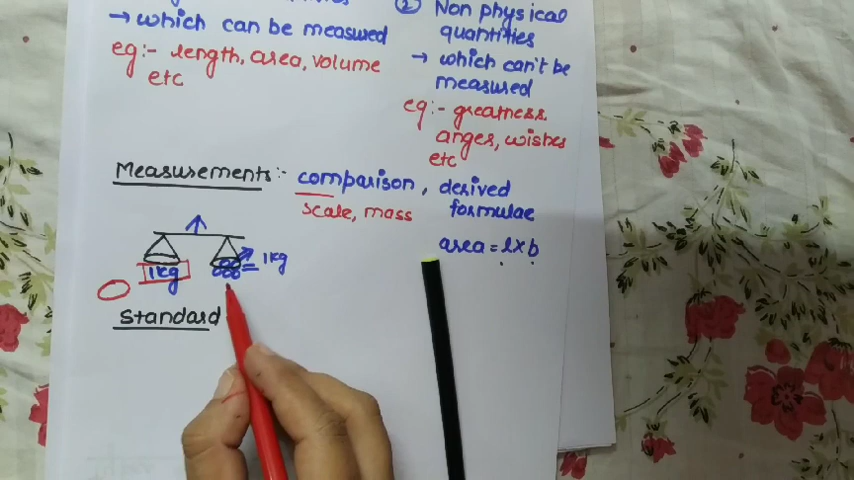 → which can be measured
eg:- length, area, volume
etc
② Non physical
quantities
→ which can't be
measured
eg:- greatness,
anger, wishes
etc
Measurements:- comparison, derived
scale, mass formulae
area = l x b
1kg
1kg
Standard